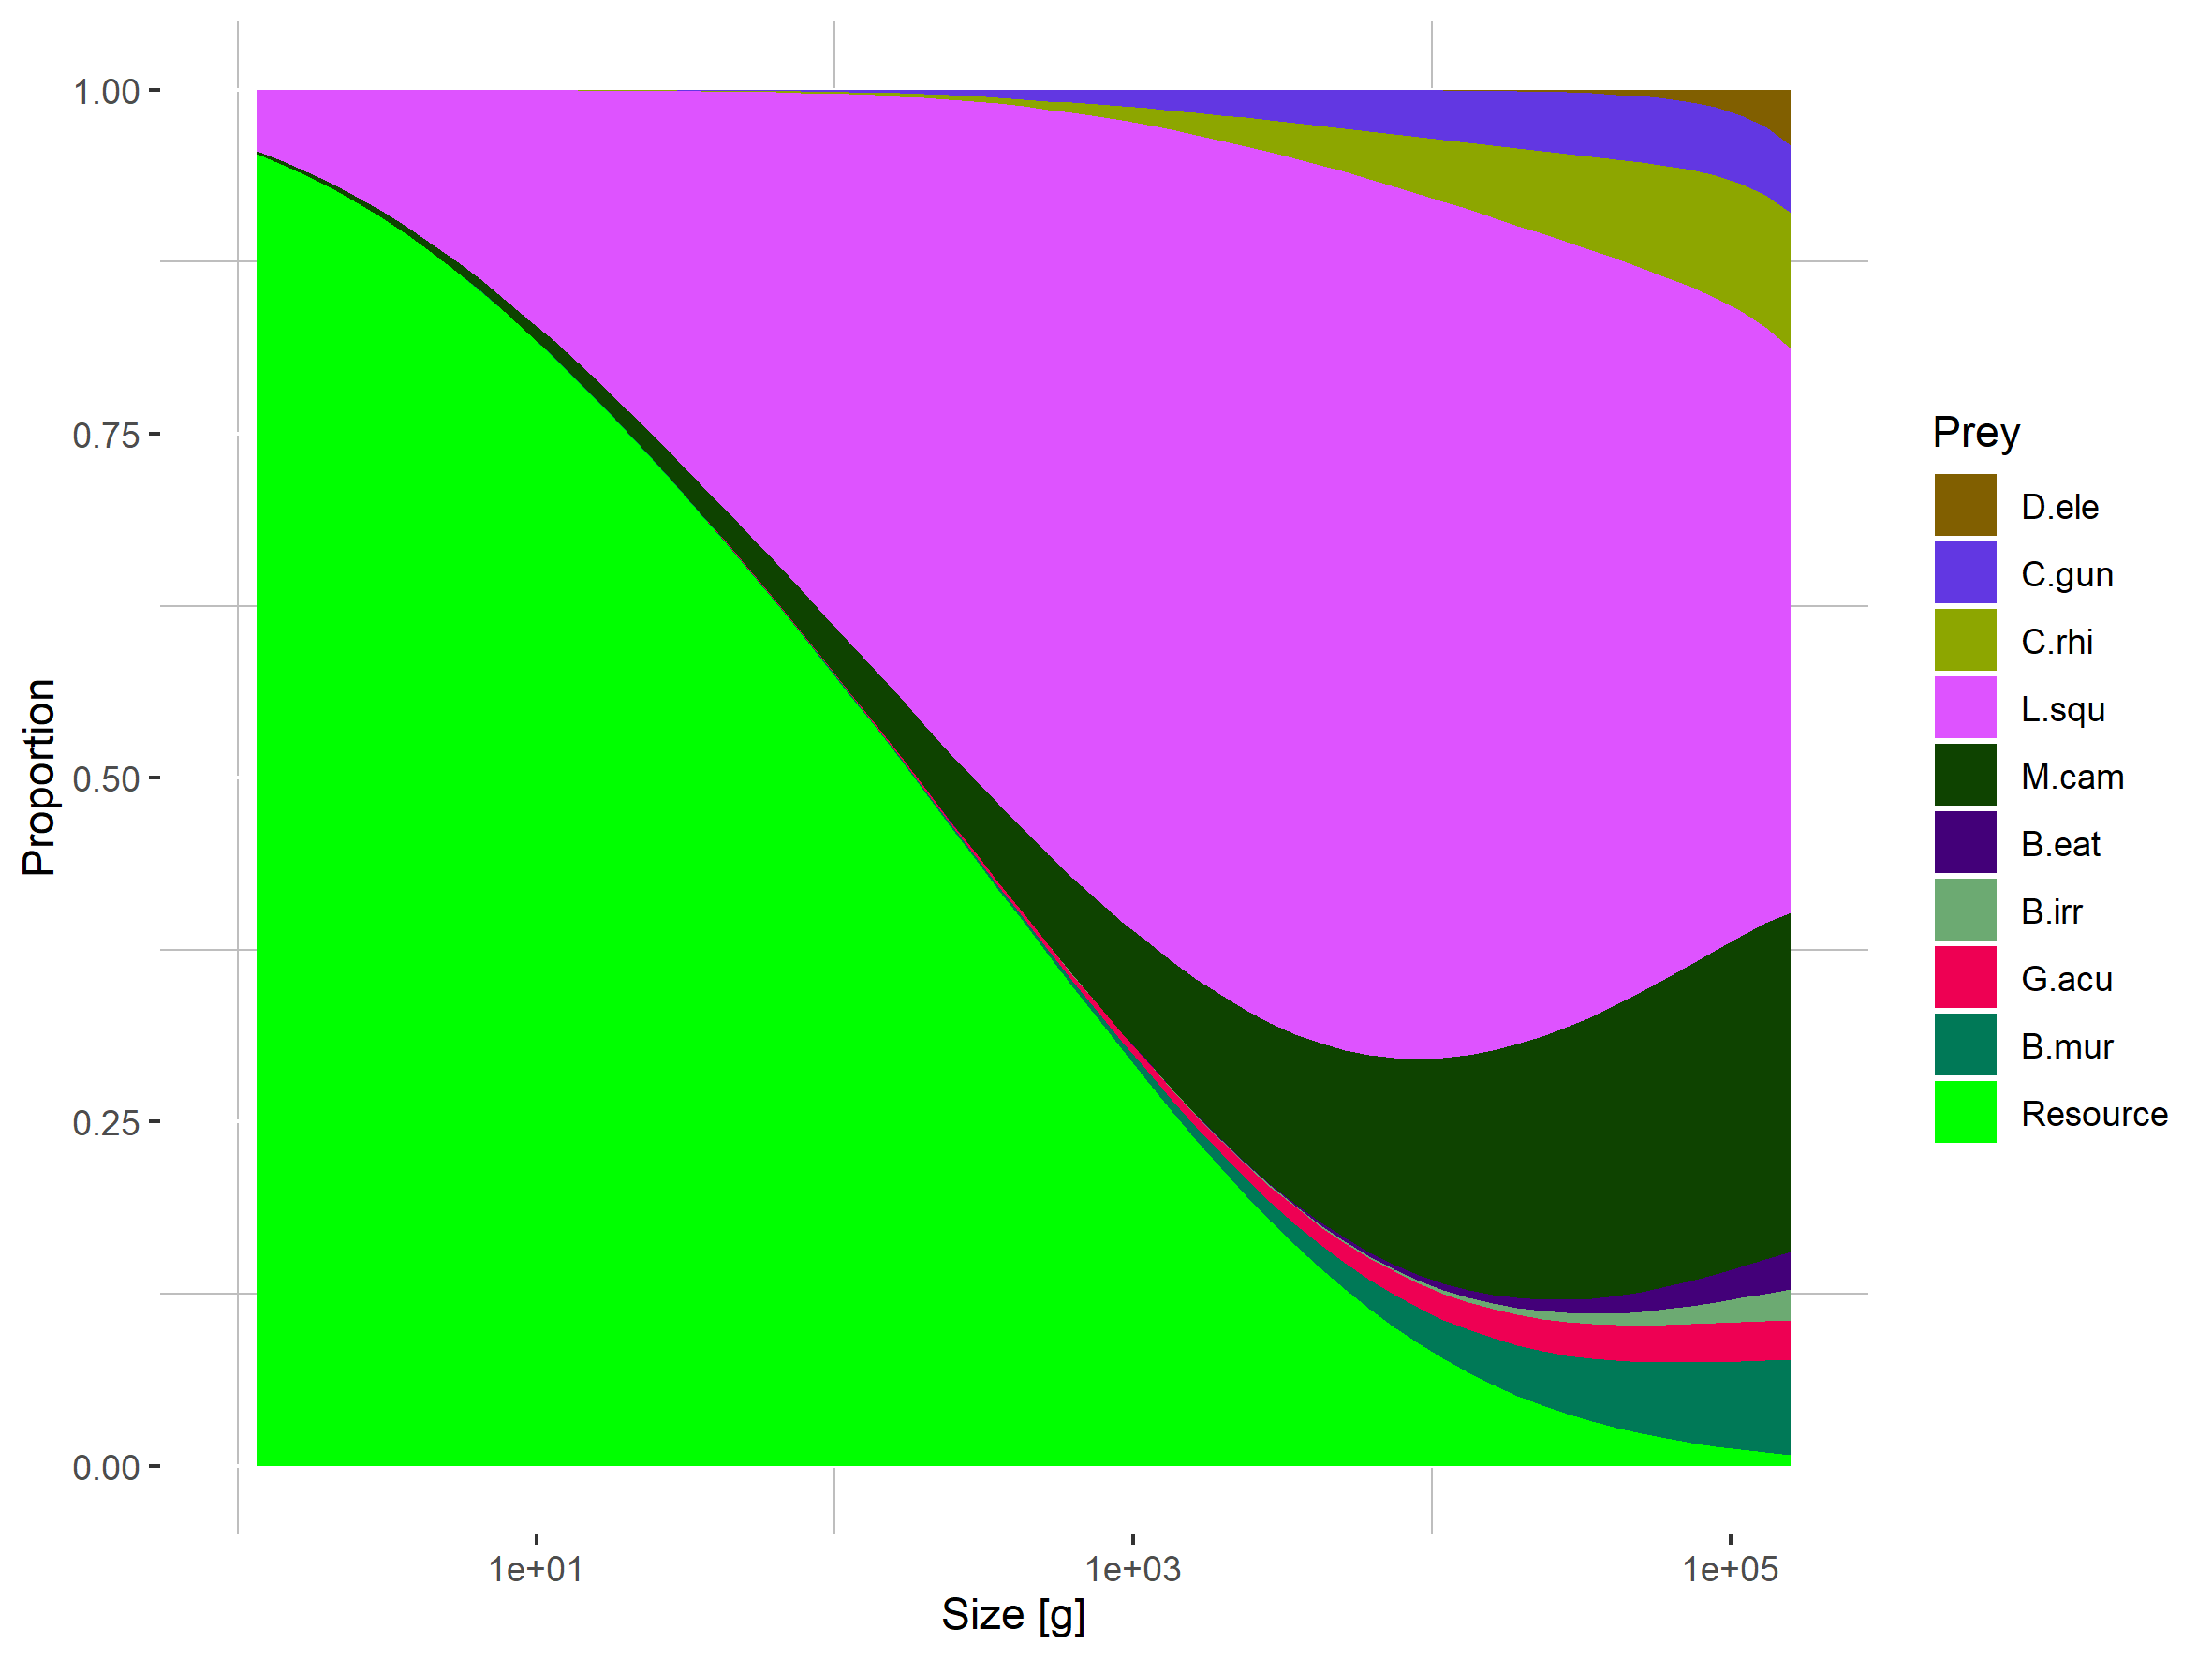 1.00
0.75
0.50
0.25
0.00
Proportion
1e+01 1e+03 1e+05
Size [g]
Prey
D.ele
C.gun
C.rhi
L.squ
M.cam
B.eat
B.irr
G.acu
B.mur
Resource